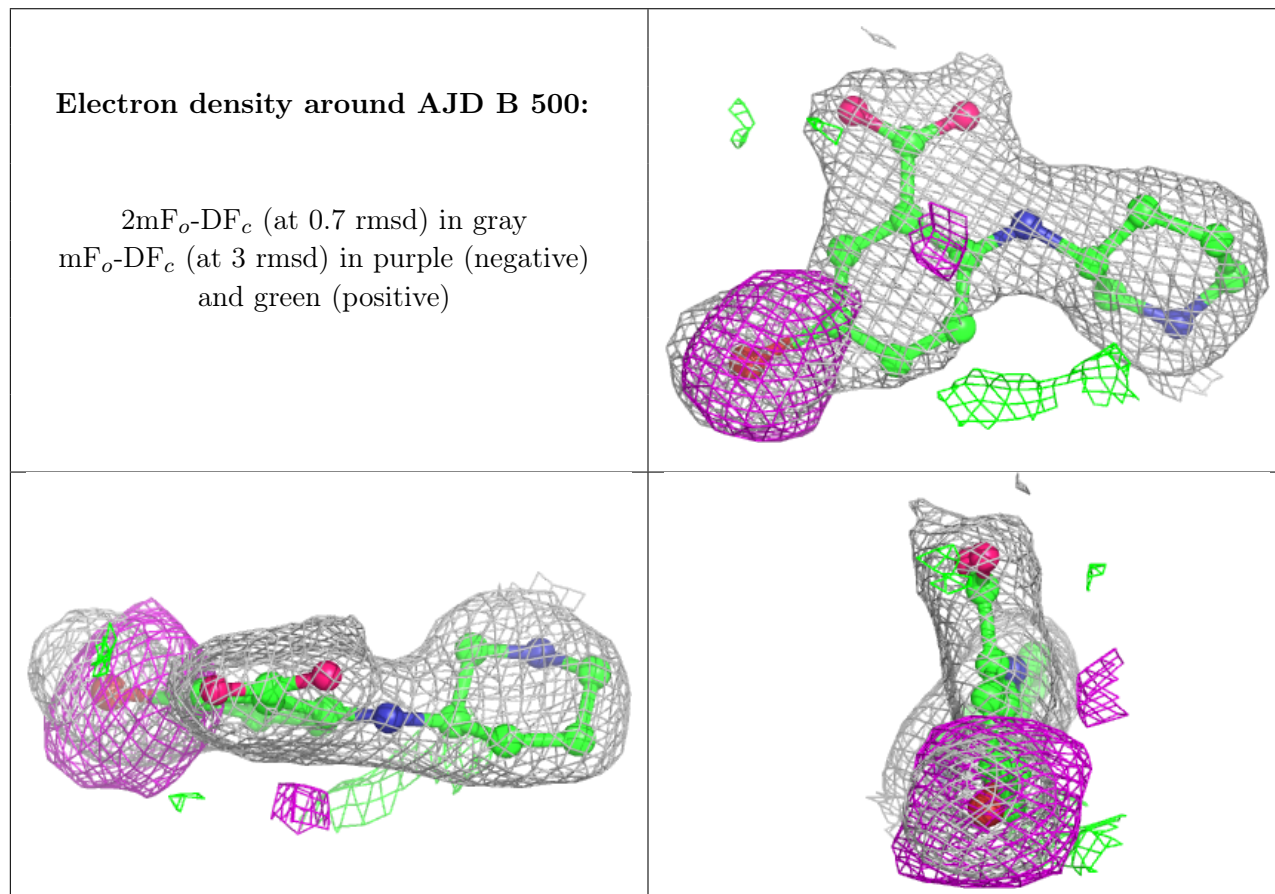 Electron density around AJD B 500:
2mFo-DFc (at 0.7 rmsd) in gray
mFo-DFc (at 3 rmsd) in purple (negative)
and green (positive)